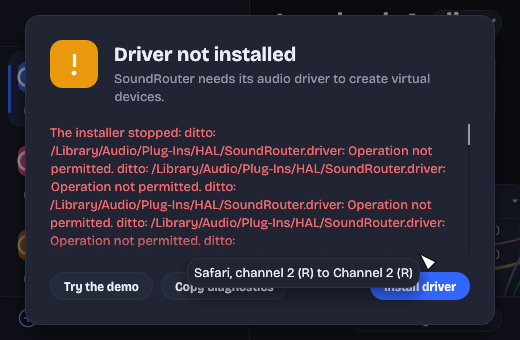 Driver not installed
SoundRouter needs its audio driver to create virtual
devices.
The installer stopped: ditto:
/Library/Audio/Plug-Ins/HAL/SoundRouter.driver: Operation not
permitted. ditto: /Library/Audio/Plug-Ins/HAL/SoundRouter.driver:
Operation not permitted. ditto:
/Library/Audio/Plug-Ins/HAL/SoundRouter.driver: Operation not
permitted. ditto: /Library/Audio/Plug-Ins/HAL/SoundRouter.driver:
Operation not permitted. ditto:
Safari, channel 2 (R) to Channel 2 (R)
Try the demo
Copy diagnostics
Install driver